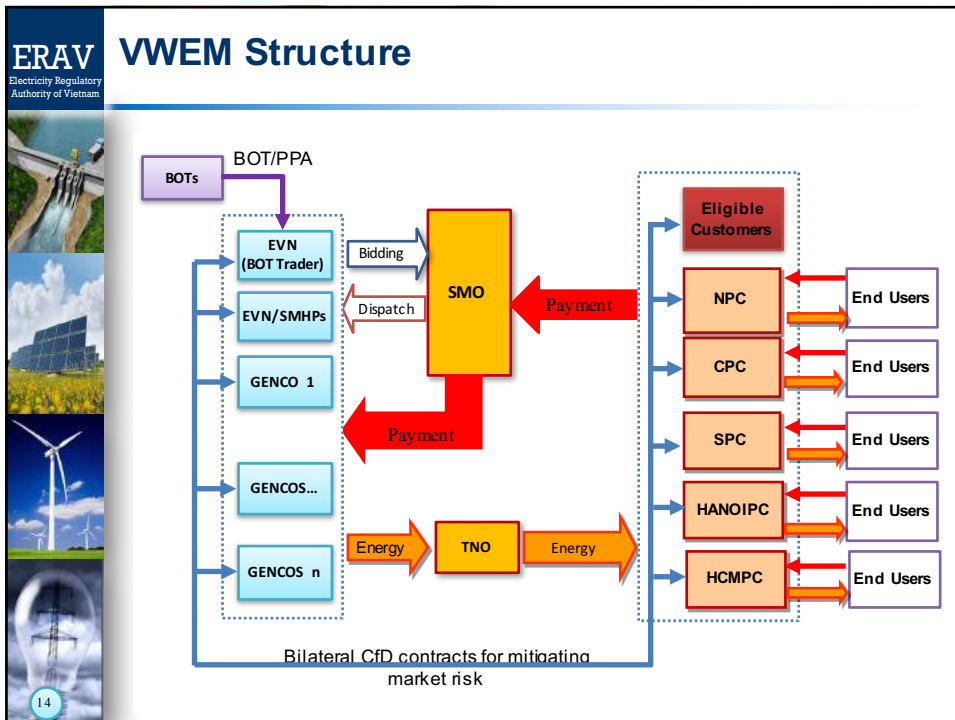 ERAV
Electricity Regulatory
Authority of Vietnam
VWEM Structure
BOT/PPA
BOTs
EVN
(BOT Trader)
EVN/SMHPs
GENCO 1
GENCOS...
GENCOS n
Bidding
Dispatch
SMO
Payment
Payment
Energy
TNO
Energy
Eligible
Customers
NPC
End Users
CPC
End Users
SPC
End Users
HANOIPC
End Users
HCMPC
End Users
Bilateral CfD contracts for mitigating
market risk
14